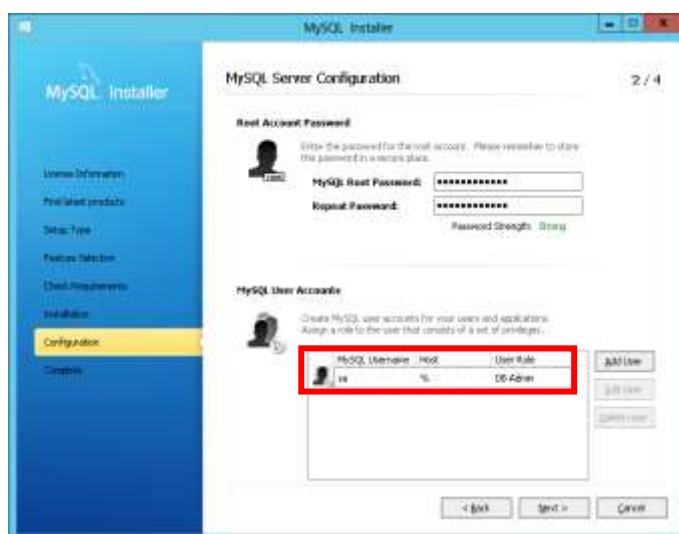 MySQL Installer
MySQL Installer
MySQL Server Configuration
2 / 4
License Information
Find latest products
Setup Type
Feature Selection
Check Requirements
Installation
Configuration
Complete
Root Account Password
Enter the password for the root account. Please remember to store
this password in a secure place.
MySQL Root Password:
Repeat Password:
Password Strength: Strong
MySQL User Accounts
Create MySQL user accounts for your users and applications.
Assign a role to the user that consists of a set of privileges.
MySQL Username Host User Role
sa % DB Admin
Add User
Edit User
Delete User
< Back
Next >
Cancel